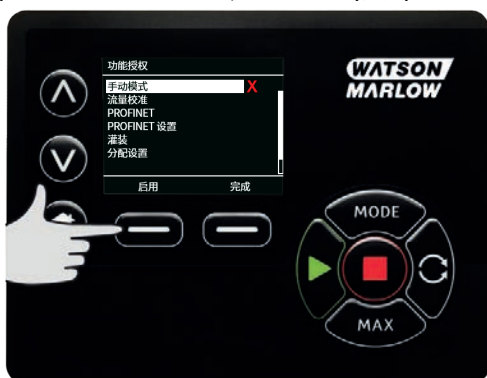 功能授权
手动模式 X
流量校准
PROFINET
PROFINET 设置
灌装
分配设置
启用 完成
WATSON
MARLOW
MODE
MAX